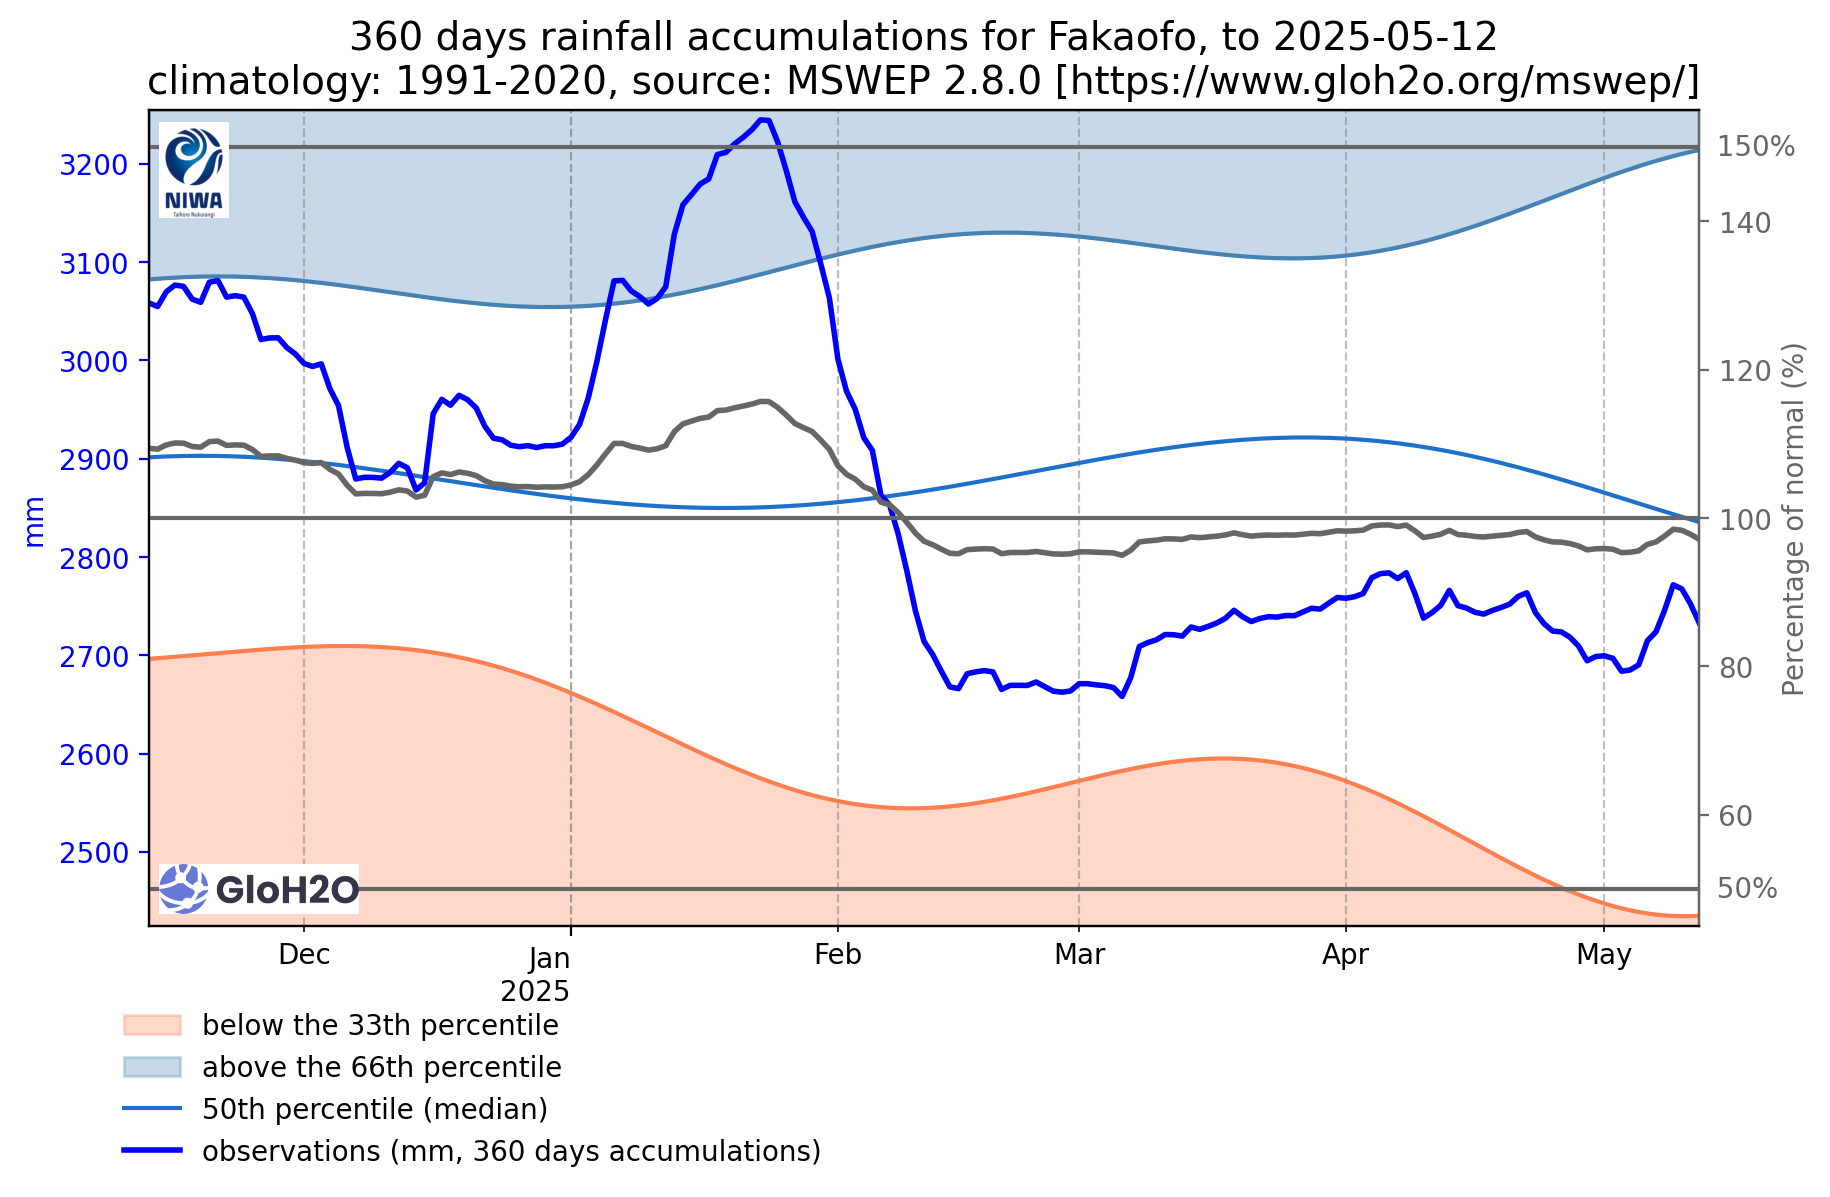 360 days rainfall accumulations for Fakaofo, to 2025-05-12
climatology: 1991-2020, source: MSWEP 2.8.0 [https://www.gloh2o.org/mswep/]
NIWA
Taihoro Nukurangi
3200
3100
3000
2900
2800
2700
2600
2500
mm
150%
140
120
100
80
60
50%
Percentage of normal (%)
GloH2O
Dec
Jan
2025
Feb
Mar
Apr
May
below the 33th percentile
above the 66th percentile
50th percentile (median)
observations (mm, 360 days accumulations)